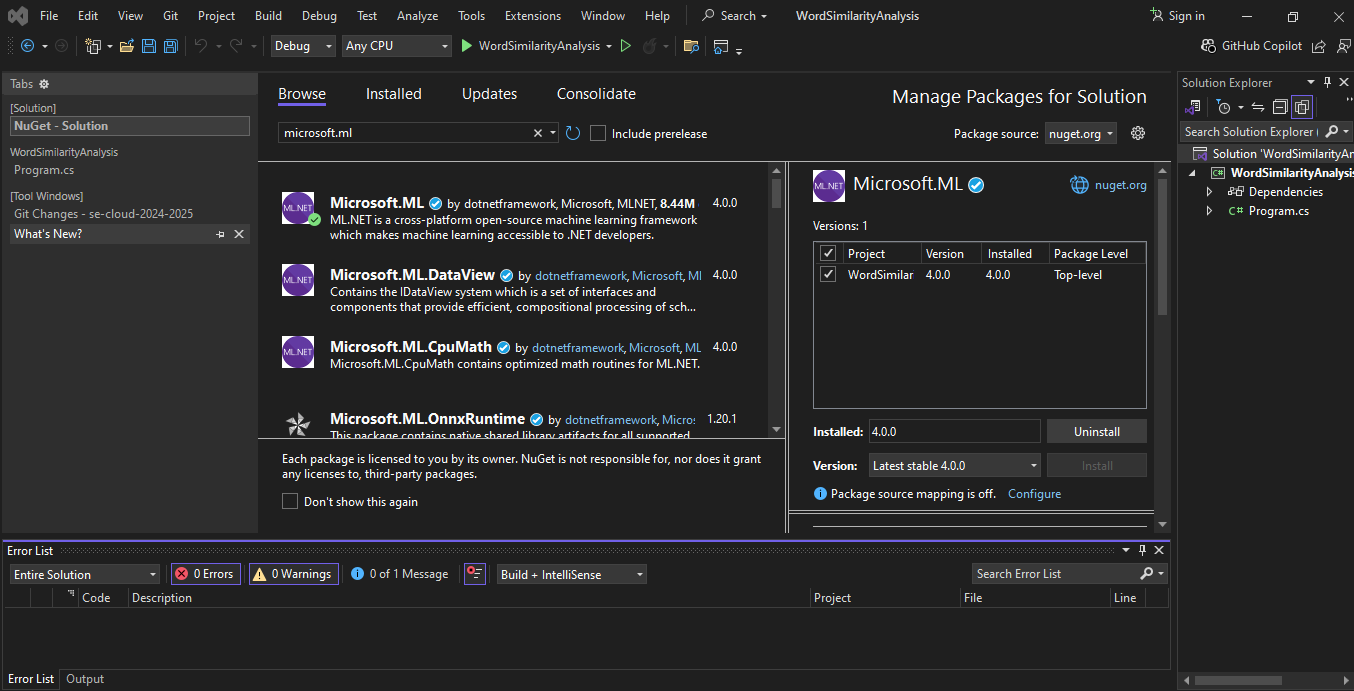 File Edit View Git Project Build Debug Test Analyze Tools Extensions Window Help Search WordSimilarityAnalysis Sign in
Debug Any CPU WordSimilarityAnalysis GitHub Copilot
Tabs
[Solution]
NuGet - Solution
WordSimilarityAnalysis
Program.cs
[Tool Windows]
Git Changes - se-cloud-2024-2025
What's New?
Browse Installed Updates Consolidate
Manage Packages for Solution
microsoft.ml
Include prerelease
Package source: nuget.org
ML.NET
Microsoft.ML by dotnetframework, Microsoft, MLNET, 8.44M 4.0.0
ML.NET is a cross-platform open-source machine learning framework
which makes machine learning accessible to .NET developers.
ML.NET
Microsoft.ML.DataView by dotnetframework, Microsoft, Ml 4.0.0
Contains the IDataView system which is a set of interfaces and
components that provide efficient, compositional processing of sch...
ML.NET
Microsoft.ML.CpuMath by dotnetframework, Microsoft, ML 4.0.0
Microsoft.ML.CpuMath contains optimized math routines for ML.NET.
Microsoft.ML.OnnxRuntime by dotnetframework, Micros 1.20.1
This package contains native shared library artifacts for all supported
Each package is licensed to you by its owner. NuGet is not responsible for, nor does it grant
any licenses to, third-party packages.
Don't show this again
ML.NET
Microsoft.ML
nuget.org
Versions: 1
Project Version Installed Package Level
WordSimilar 4.0.0 4.0.0 Top-level
Installed: 4.0.0 Uninstall
Version: Latest stable 4.0.0 Install
Package source mapping is off. Configure
Solution Explorer
Search Solution Explorer (
Solution 'WordSimilarityAn
WordSimilarityAnalysis
Dependencies
C# Program.cs
Error List
Entire Solution 0 Errors 0 Warnings 0 of 1 Message Build + IntelliSense Search Error List
Code Description Project File Line
Error List Output